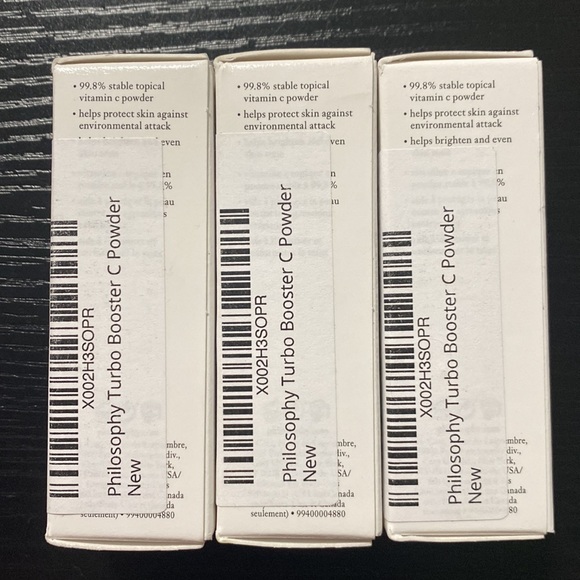 • 99.8% stable topical
vitamin c powder
• helps protect skin against
environmental attack
even
%
X002H3SOPR
Philosophy Turbo Booster C Powder
New
seulement) • 99400004880
• 99.8% stable topical
vitamin c powder
• helps protect skin against
environmental attack
X002H3SOPR
Philosophy Turbo Booster C Powder
New
seulement) • 99400004880
• 99.8% stable topical
vitamin c powder
• helps protect skin against
environmental attack
• helps brighten and even
X002H3SOPR
Philosophy Turbo Booster C Powder
New